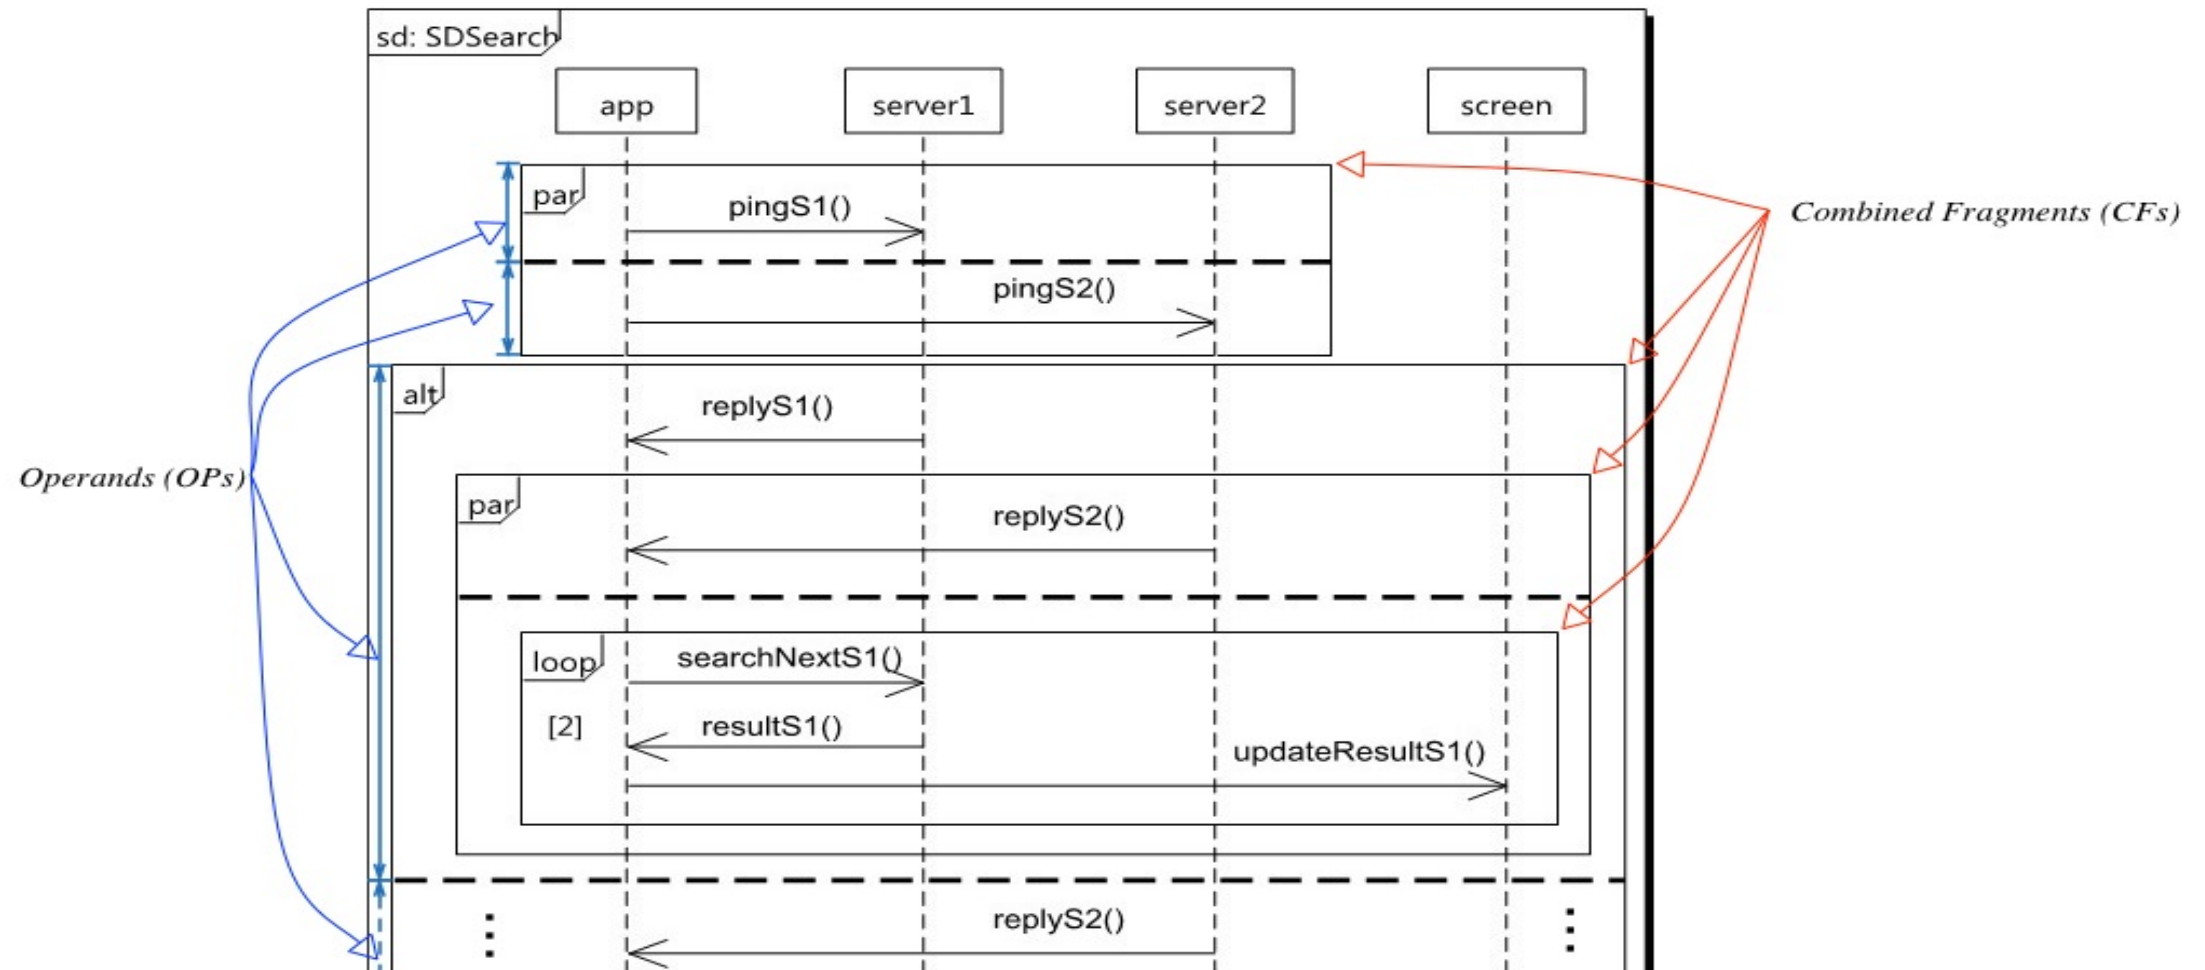 sd: SDSearch
app
server1
server2
screen
par
pingS1()
Combined Fragments (CFs)
pingS2()
alt
replyS1()
Operands (OPs)
par
replyS2()
loop
searchNextS1()
[2]
resultS1()
updateResultS1()
replyS2()